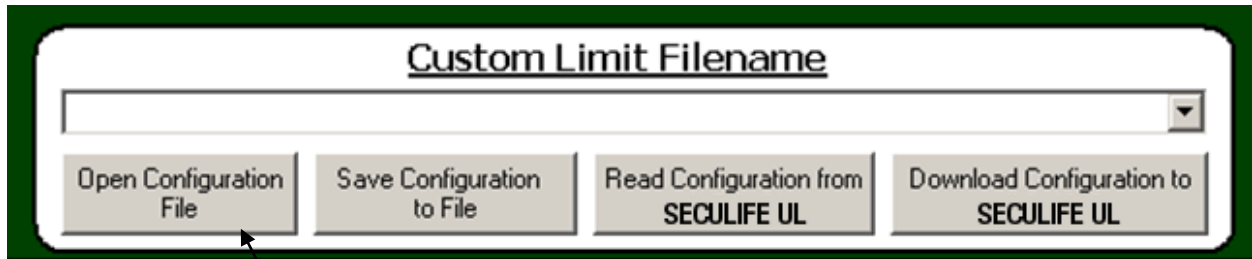 Custom Limit Filename
Open Configuration
File
Save Configuration
to File
Read Configuration from
SECULIFE UL
Download Configuration to
SECULIFE UL